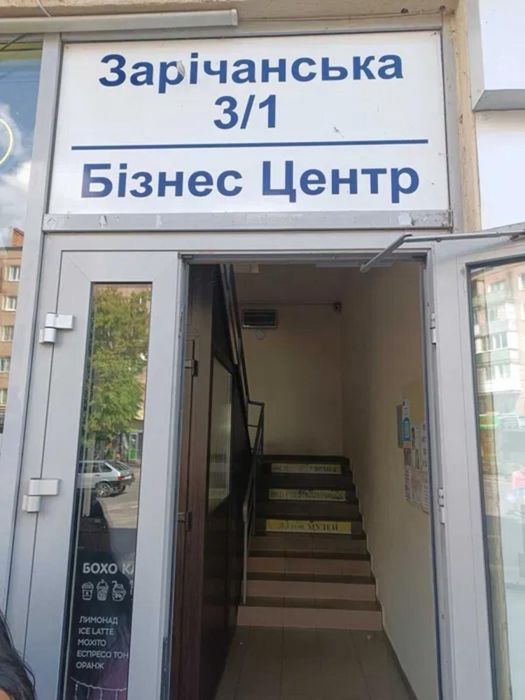 Зарічанська
3/1
Бізнес Центр
МУЗЕЙ
БОХО К
ЛИМОНАД
ICE LATTE
МОХІТО
ЕСПРЕСО ТОН
ОРАНЖ